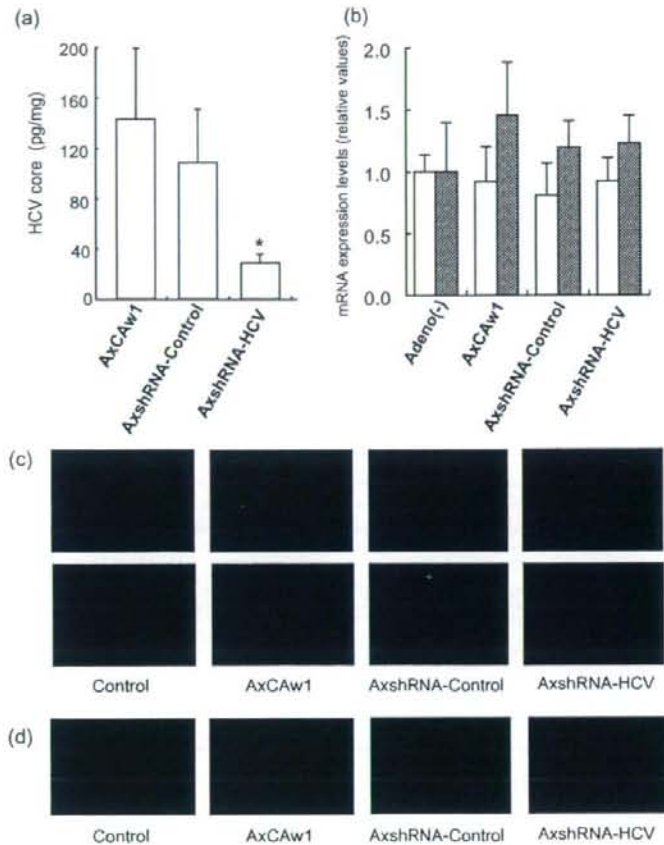 (a)
HCV core (pg/mg)
200
160
120
80
40
0
*
AxCAw1
AxshRNA-Control
AxshRNA-HCV
(b)
mRNA expression levels (relative values)
2.0
1.5
1.0
0.5
0.0
Adeno(-)
AxCAw1
AxshRNA-Control
AxshRNA-HCV
(c)
Control
AxCAw1
AxshRNA-Control
AxshRNA-HCV
(d)
Control
AxCAw1
AxshRNA-Control
AxshRNA-HCV